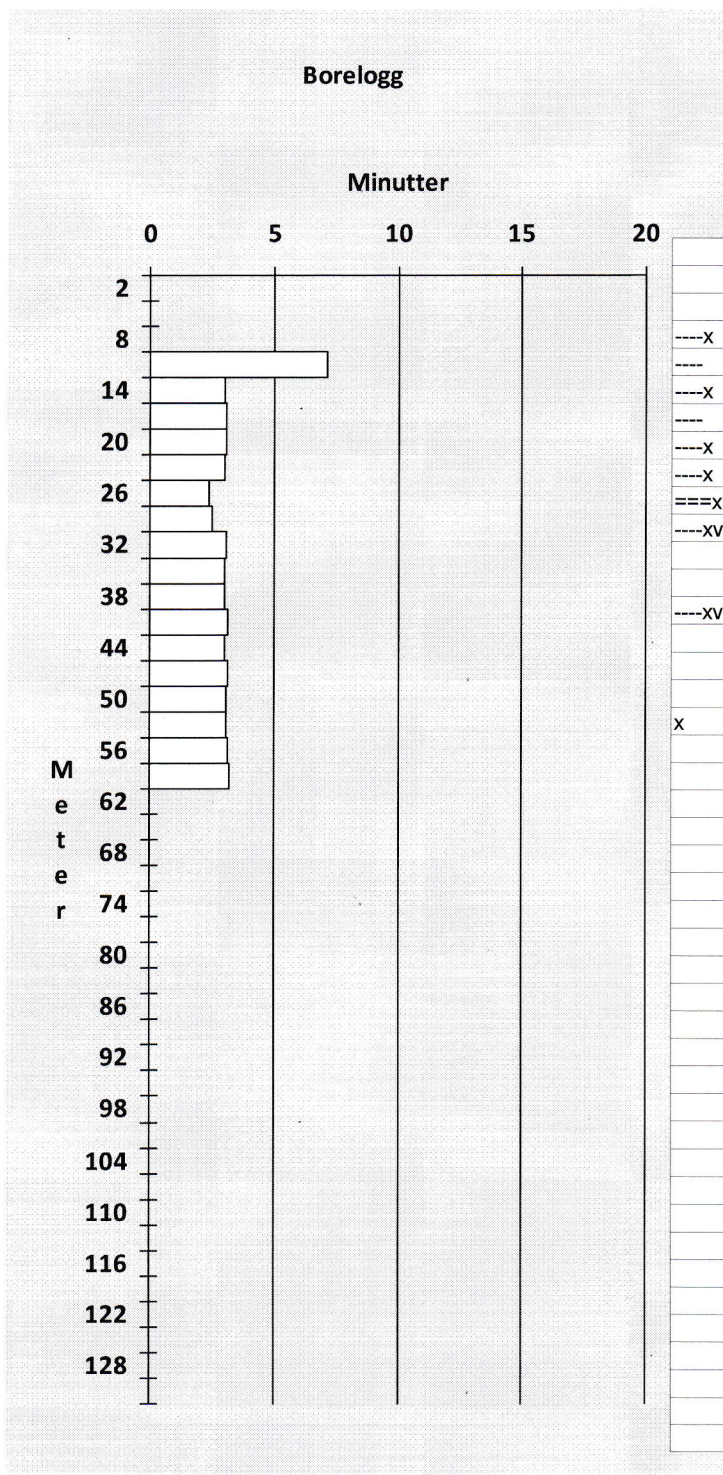 Borelogg
Minutter
0 5 10 15 20
2
8
14
20
26
32
38
44
50
56
62
68
74
80
86
92
98
104
110
116
122
128
M
e
t
e
r
----x
----
----x
----
----x
----x
===x
----xv
----xv
x